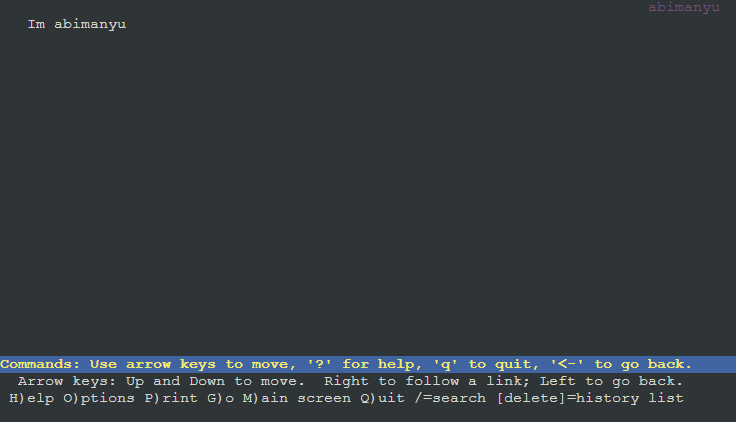 abimanyu
Im abimanyu
Commands: Use arrow keys to move, '?' for help, 'q' to quit, '<-' to go back.
Arrow keys: Up and Down to move.  Right to follow a link; Left to go back.
H)elp O)ptions P)rint G)o M)ain screen Q)uit /=search [delete]=history list